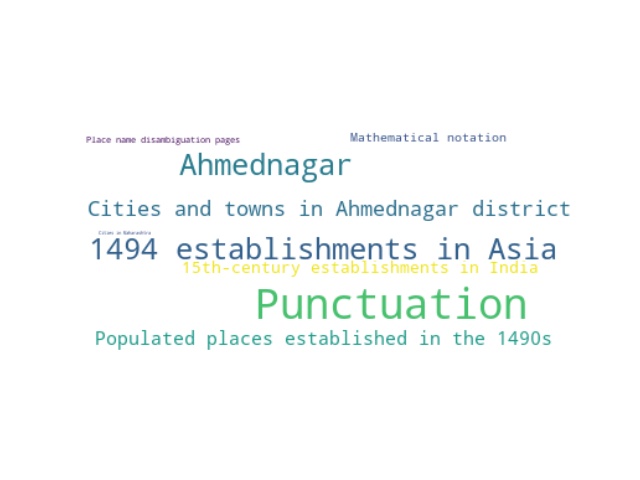 Place name disambiguation pages
Mathematical notation
Ahmednagar
Cities and towns in Ahmednagar district
Cities in Maharashtra
1494 establishments in Asia
15th-century establishments in India
Punctuation
Populated places established in the 1490s